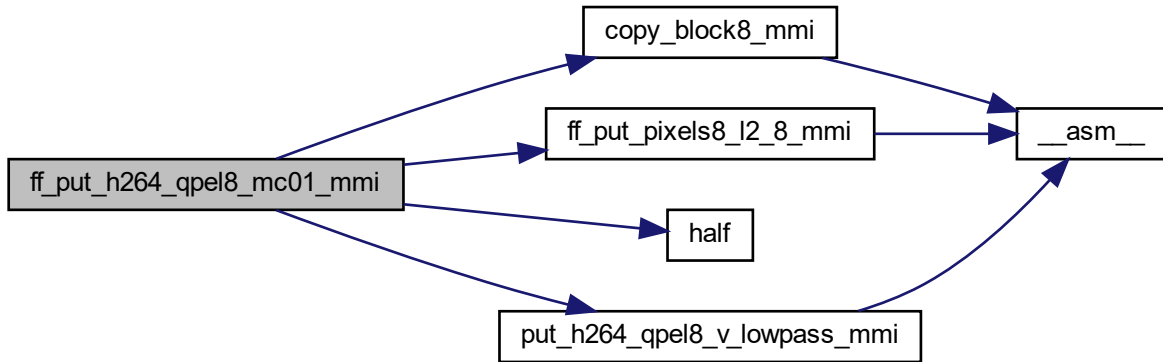 copy_block8_mmi
ff_put_pixels8_l2_8_mmi
__asm__
ff_put_h264_qpel8_mc01_mmi
half
put_h264_qpel8_v_lowpass_mmi